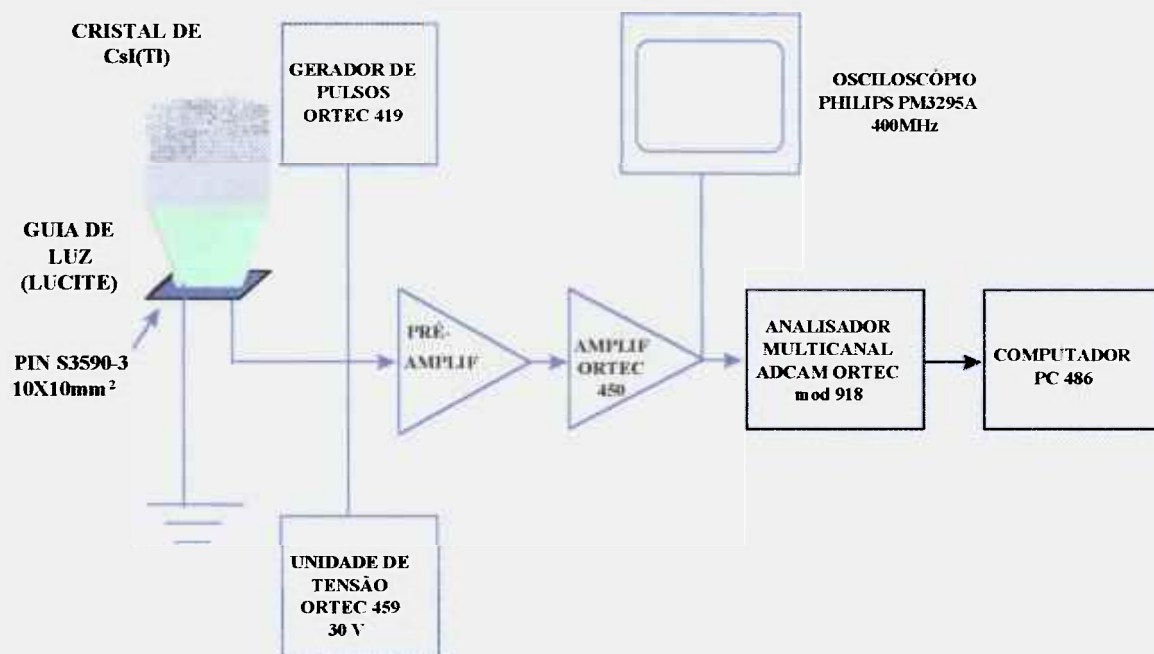 CRISTAL DE
CsI(Tl)
GERADOR DE
PULSOS
ORTEC 419
OSCILOSCÓPIO
PHILIPS PM3295A
400MHz
GUIA DE
LUZ
(LUCITE)
PIN S3590-3
10X10mm²
PRÉ-
AMPLIF
AMPLIF
ORTEC
450
ANALISADOR
MULTICANAL
ADCAM ORTEC
mod 918
COMPUTADOR
PC 486
UNIDADE DE
TENSÃO
ORTEC 459
30 V